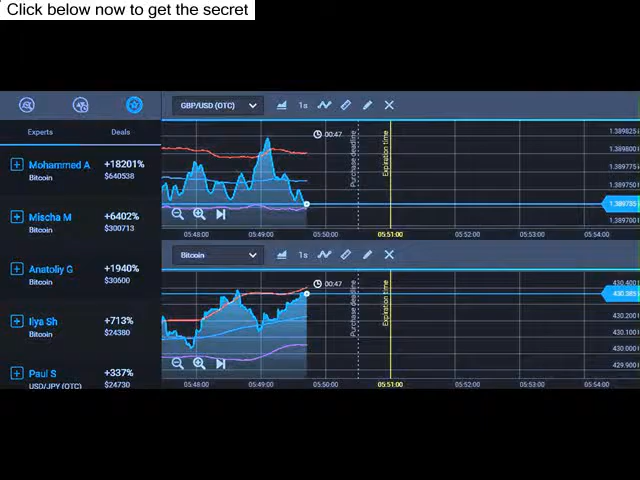 Click below now to get the secret
GBP/USD (OTC)
1s
Experts
Deals
Mohammed A
+18201%
Bitcoin
$640538
Mischa M
+6402%
Bitcoin
$300713
Anatoliy G
+1940%
Bitcoin
$30600
Ilya Sh
+713%
Bitcoin
$24380
Paul S
+337%
USD/JPY (OTC)
$24730
00:47
Purchase deadline
Expiration time
1.389825
1.389800
1.389775
1.389750
1.389735
1.389700
05:48:00
05:49:00
05:50:00
05:51:00
05:52:00
05:53:00
05:54:00
Bitcoin
1s
00:47
Purchase deadline
Expiration time
430.400
430.385
430.200
430.100
430.000
429.900
05:48:00
05:49:00
05:50:00
05:51:00
05:52:00
05:53:00
05:54:00